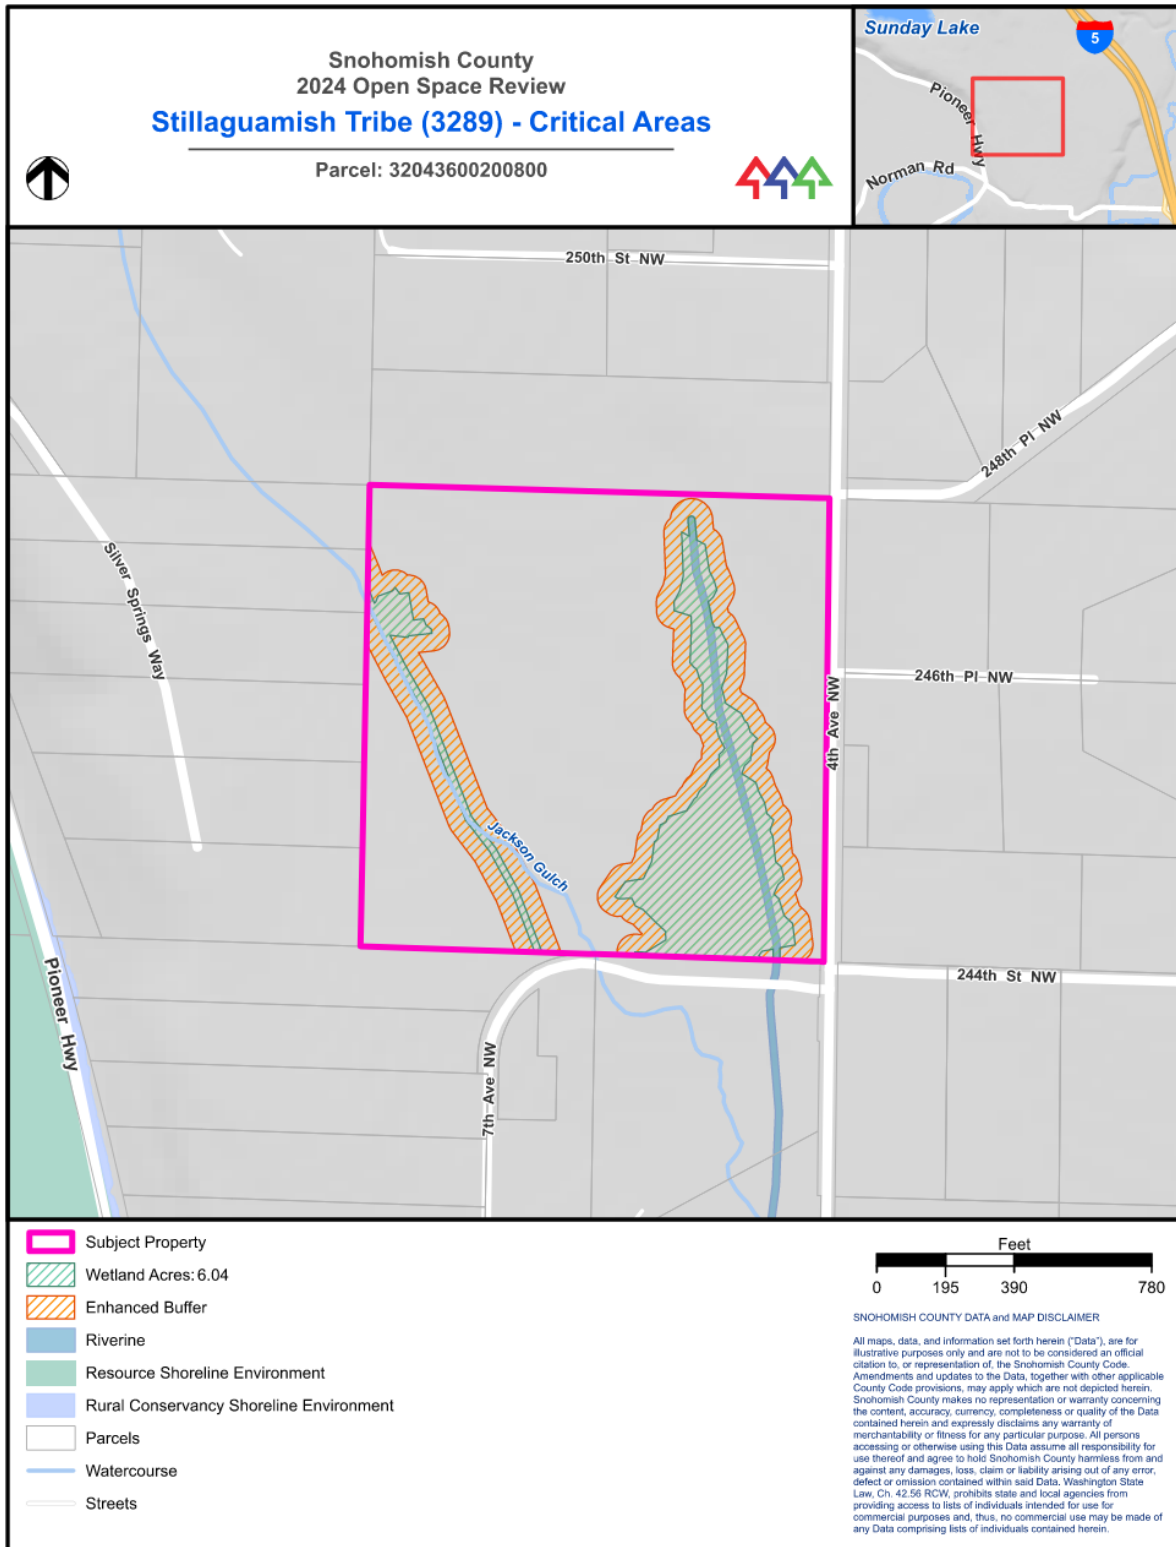 Snohomish County
2024 Open Space Review
Stillaguamish Tribe (3289) - Critical Areas
Parcel: 32043600200800
Sunday Lake
5
Pioneer Hwy
Norman Rd
250th St NW
248th Pl NW
Silver Springs Way
246th Pl NW
4th Ave NW
Jackson Gulch
Pioneer Hwy
244th St NW
7th Ave NW
Subject Property
Wetland Acres: 6.04
Enhanced Buffer
Riverine
Resource Shoreline Environment
Rural Conservancy Shoreline Environment
Parcels
Watercourse
Streets
Feet
0 195 390 780
SNOHOMISH COUNTY DATA and MAP DISCLAIMER
All maps, data, and information set forth herein ("Data"), are for
illustrative purposes only and are not to be considered an official
citation to, or representation of, the Snohomish County Code.
Amendments and updates to the Data, together with other applicable
County Code provisions, may apply which are not depicted herein.
Snohomish County makes no representation or warranty concerning
the content, accuracy, currency, completeness or quality of the Data
contained herein and expressly disclaims any warranty of
merchantability or fitness for any particular purpose. All persons
accessing or otherwise using this Data assume all responsibility for
use thereof and agree to hold Snohomish County harmless from and
against any damages, loss, claim or liability arising out of any error,
defect or omission contained within said Data. Washington State
Law, Ch. 42.56 RCW, prohibits state and local agencies from
providing access to lists of individuals intended for use for
commercial purposes and, thus, no commercial use may be made of
any Data comprising lists of individuals contained herein.